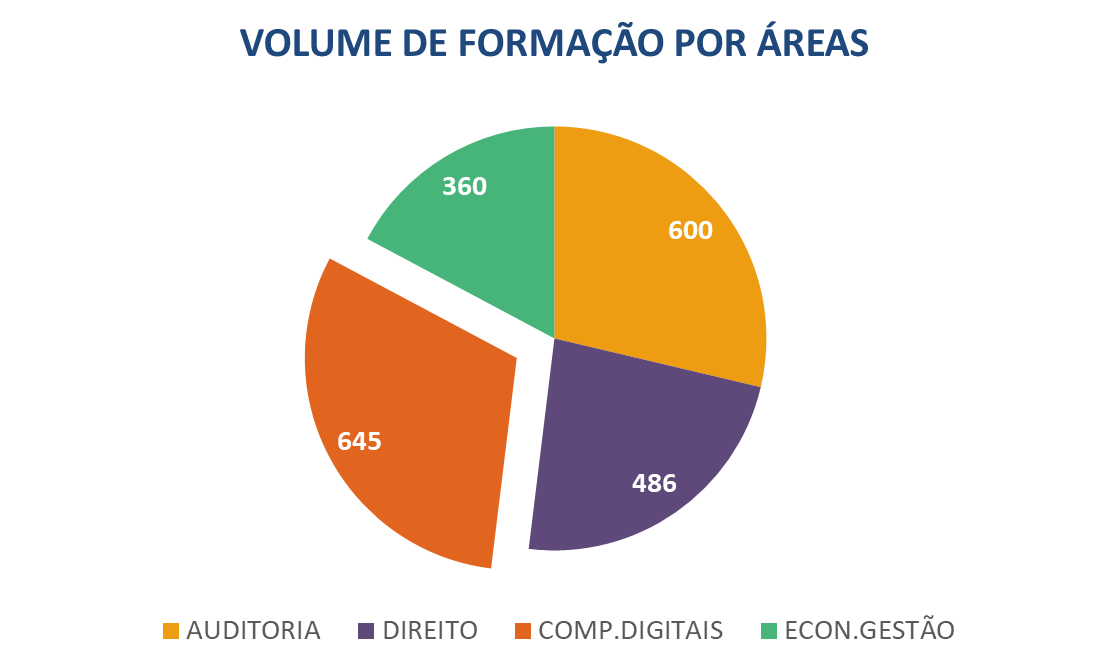 VOLUME DE FORMAÇÃO POR ÁREAS
360
600
645
486
AUDITORIA DIREITO COMP.DIGITAIS ECON.GESTÃO